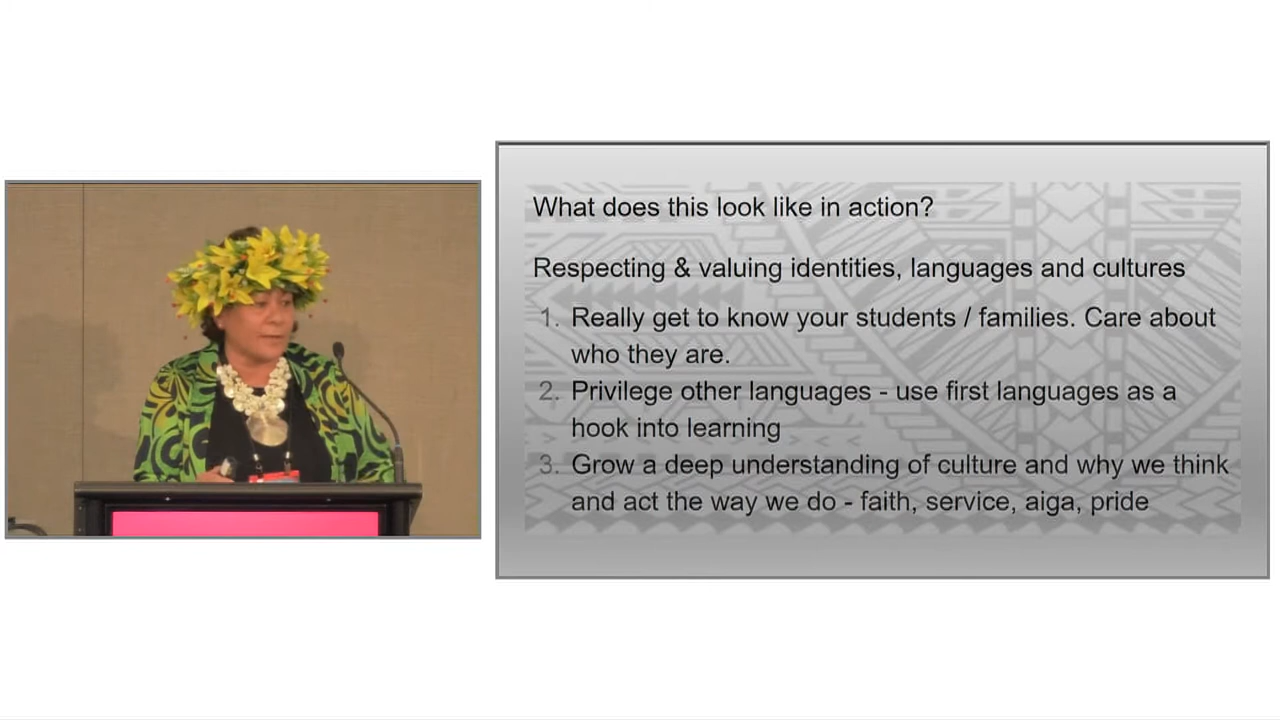 What does this look like in action?
Respecting & valuing identities, languages and cultures
1. Really get to know your students / families. Care about
who they are.
2. Privilege other languages - use first languages as a
hook into learning
3. Grow a deep understanding of culture and why we think
and act the way we do - faith, service, aiga, pride